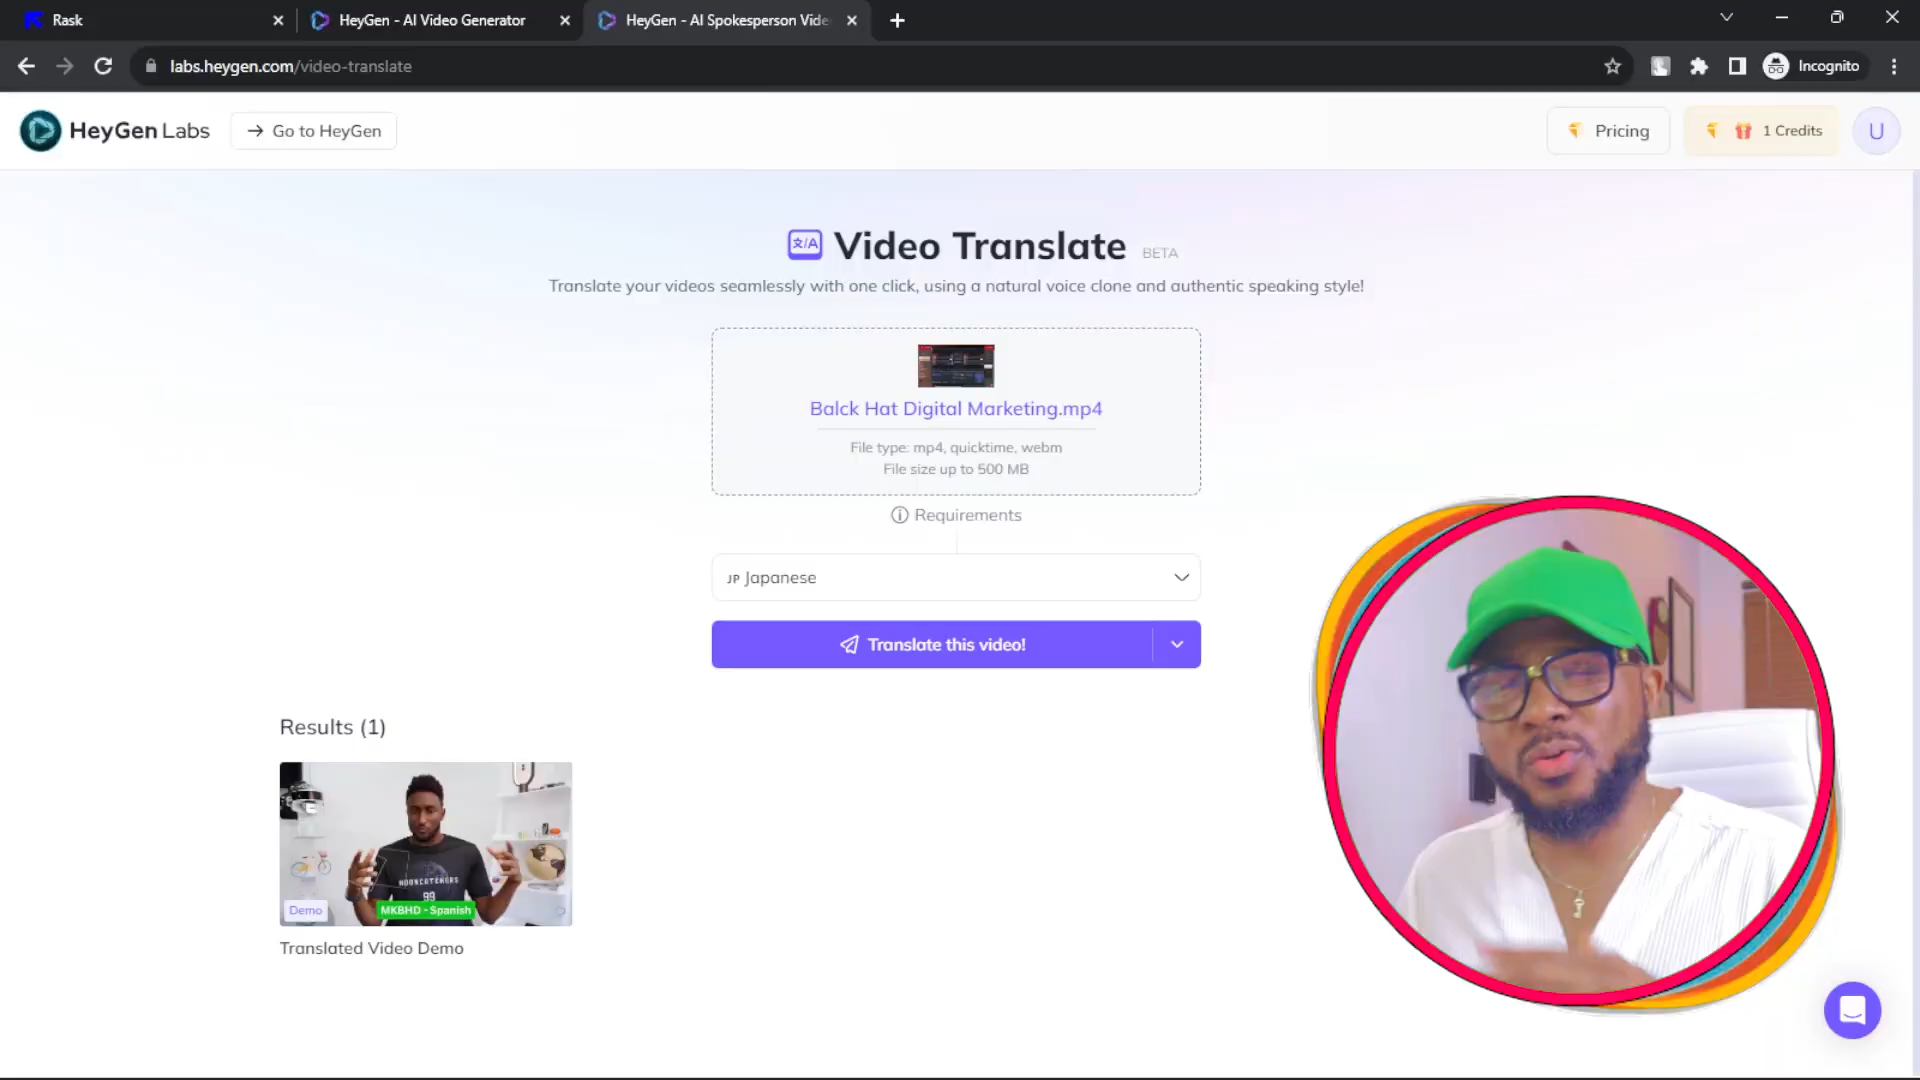 Rask
HeyGen - AI Video Generator
HeyGen - AI Spokesperson Vide
labs.heygen.com/video-translate
Incognito
HeyGen Labs
Go to HeyGen
Pricing
1 Credits
U
文/A
Video Translate BETA
Translate your videos seamlessly with one click, using a natural voice clone and authentic speaking style!
Balck Hat Digital Marketing.mp4
File type: mp4, quicktime, webm
File size up to 500 MB
Requirements
JP Japanese
Translate this video!
Results (1)
MOONCATCHERS
99
Demo
MKBHD - Spanish
Translated Video Demo